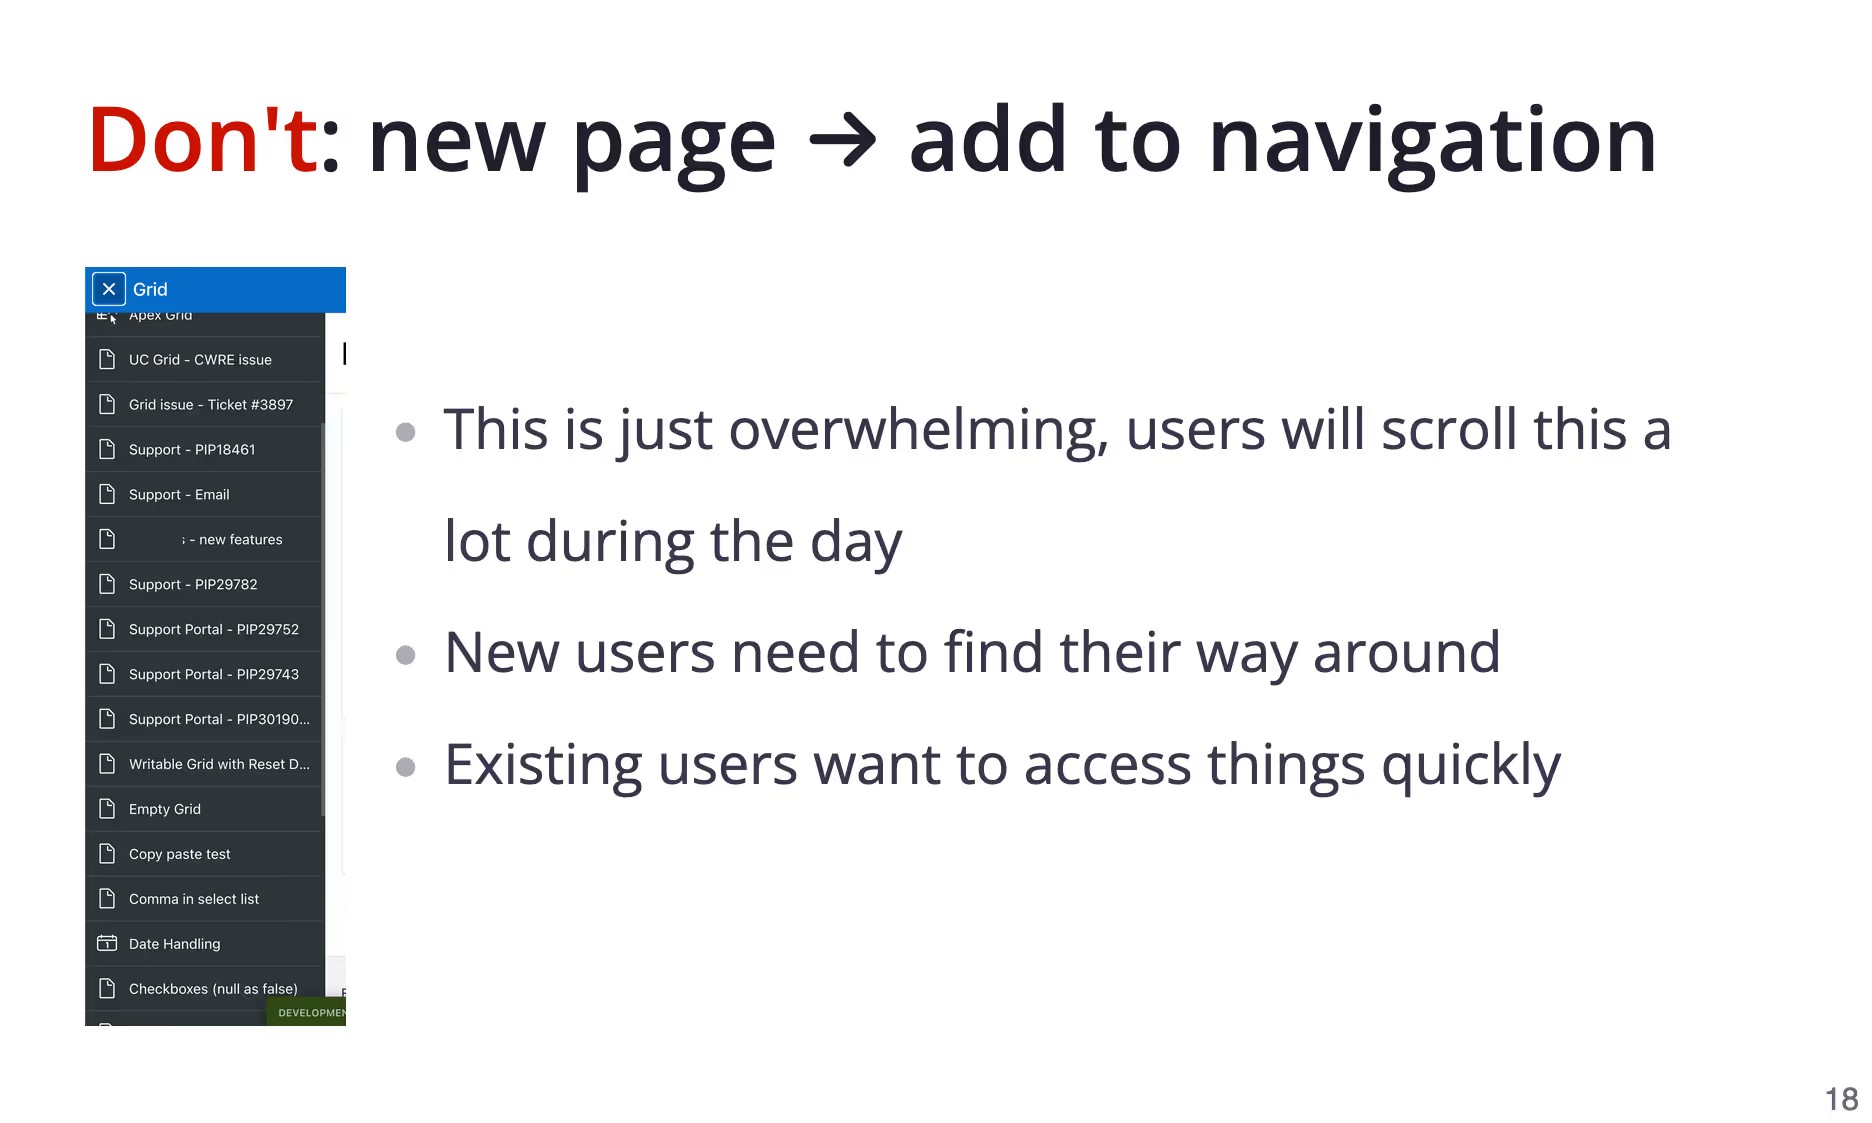 Don't: new page → add to navigation
Grid
Apex Grid
UC Grid - CWRE issue
Grid issue - Ticket #3897
Support - PIP18461
Support - Email
- new features
Support - PIP29782
Support Portal - PIP29752
Support Portal - PIP29743
Support Portal - PIP30190...
Writable Grid with Reset D...
Empty Grid
Copy paste test
Comma in select list
Date Handling
Checkboxes (null as false)
DEVELOPMEN
• This is just overwhelming, users will scroll this a
lot during the day
• New users need to find their way around
• Existing users want to access things quickly
18